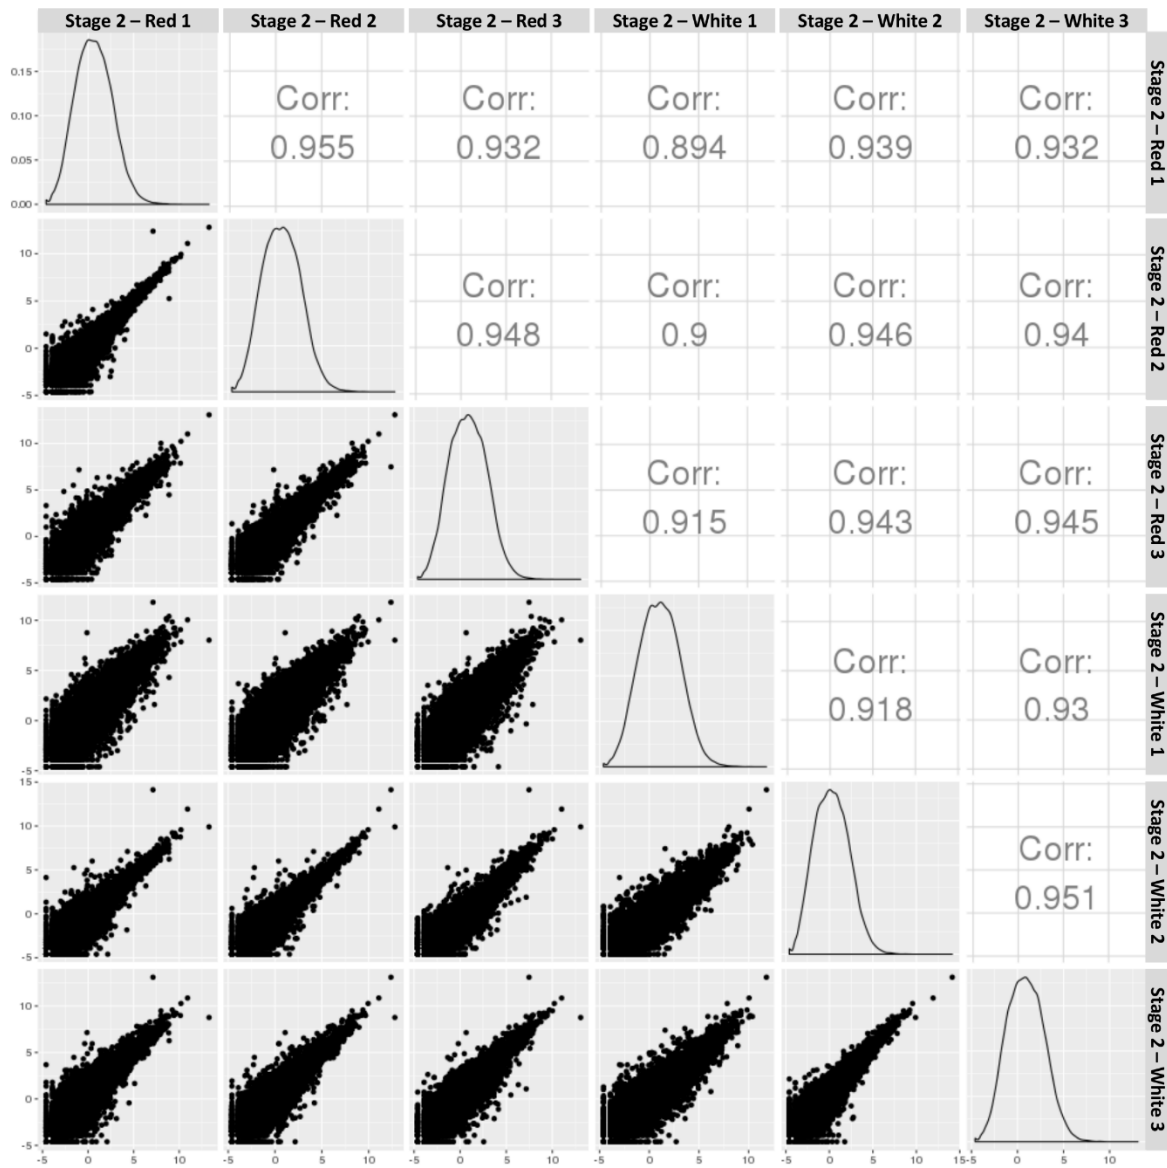 Stage 2 – Red 1
Stage 2 – Red 2
Stage 2 – Red 3
Stage 2 – White 1
Stage 2 – White 2
Stage 2 – White 3
0.15
0.10
0.05
0.00
Corr:
0.955
Corr:
0.932
Corr:
0.894
Corr:
0.939
Corr:
0.932
Stage 2 – Red 1
10
5
0
-5
Corr:
0.948
Corr:
0.9
Corr:
0.946
Corr:
0.94
Stage 2 – Red 2
10
5
0
-5
Corr:
0.915
Corr:
0.943
Corr:
0.945
Stage 2 – Red 3
10
5
0
-5
Corr:
0.918
Corr:
0.93
Stage 2 – White 1
15
10
5
0
-5
Corr:
0.951
Stage 2 – White 2
10
5
0
-5
Stage 2 – White 3
-5 0 5 10
-5 0 5 10
-5 0 5 10
-5 0 5 10
-5 0 5 10 15
-5 0 5 10